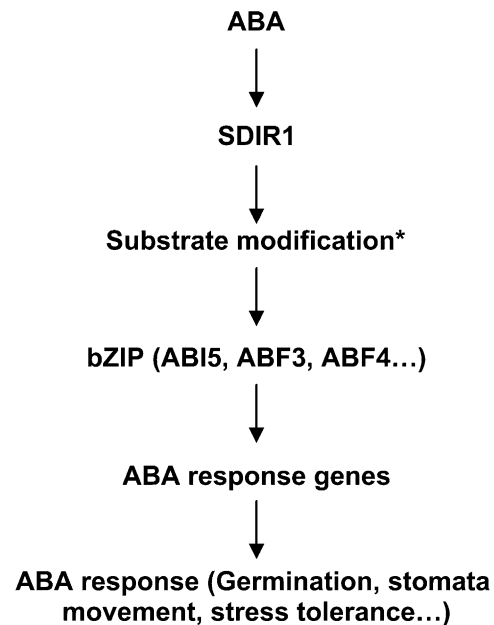 ABA
SDIR1
Substrate modification*
bZIP (ABI5, ABF3, ABF4…)
ABA response genes
ABA response (Germination, stomata
movement, stress tolerance…)